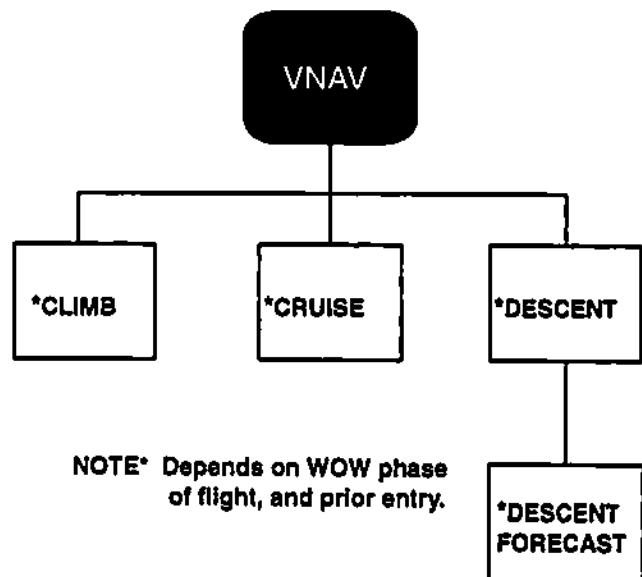 VNAV
*CLIMB
*CRUISE
*DESCENT
NOTE* Depends on WOW phase
of flight, and prior entry.
*DESCENT
FORECAST